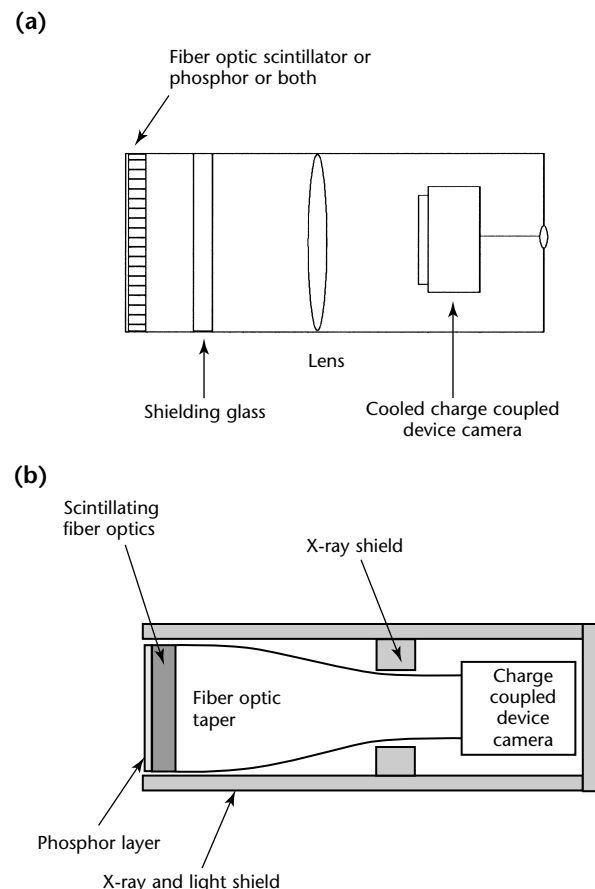 (a)
Fiber optic scintillator or
phosphor or both
Lens
Shielding glass
Cooled charge coupled
device camera
(b)
Scintillating
fiber optics
X-ray shield
Fiber optic
taper
Charge
coupled
device
camera
Phosphor layer
X-ray and light shield